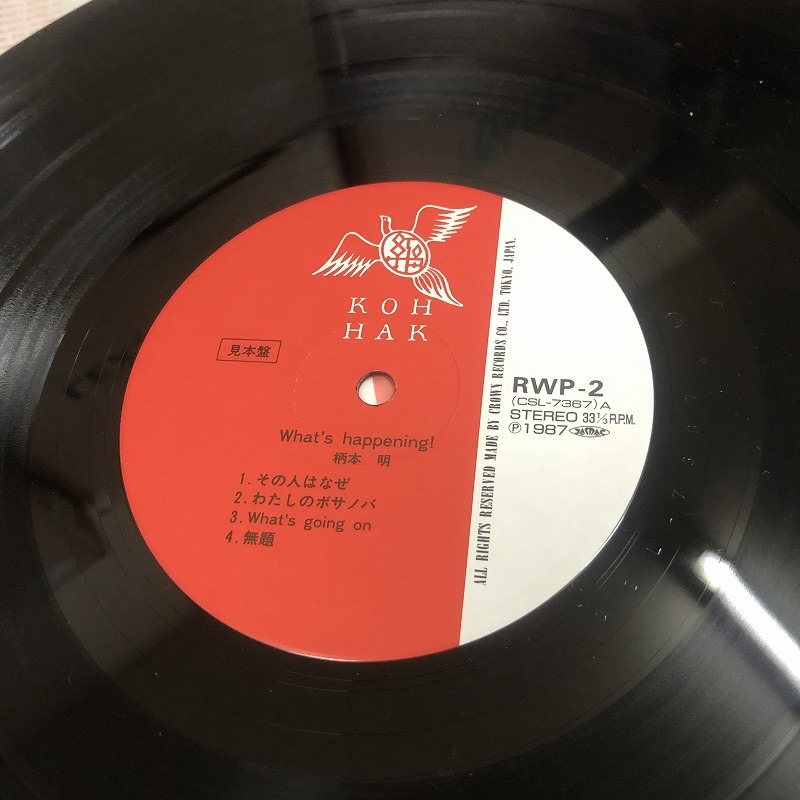 KOH
HAK
見本盤
What's happening!
柄本 明
1. その人はなぜ
2. わたしのボサノバ
3. What's going on
4. 無題
ALL RIGHTS RESERVED MADE BY CROWN RECORDS CO., LTD. TOKYO, JAPAN.
RWP-2
(CSL-7367) A
STEREO 33⅓ R.P.M.
Ⓟ1987 JASRAC